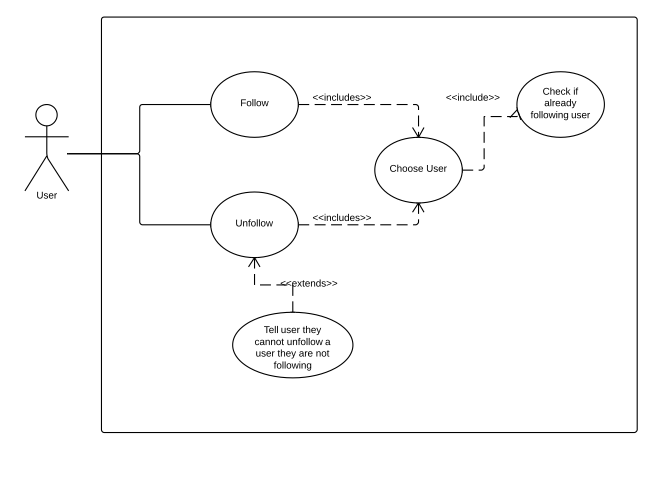 <<includes>>
<<include>>
Check if
already
following user
Follow
Choose User
User
Unfollow
<<includes>>
<<extends>>
Tell user they
cannot unfollow a
user they are not
following